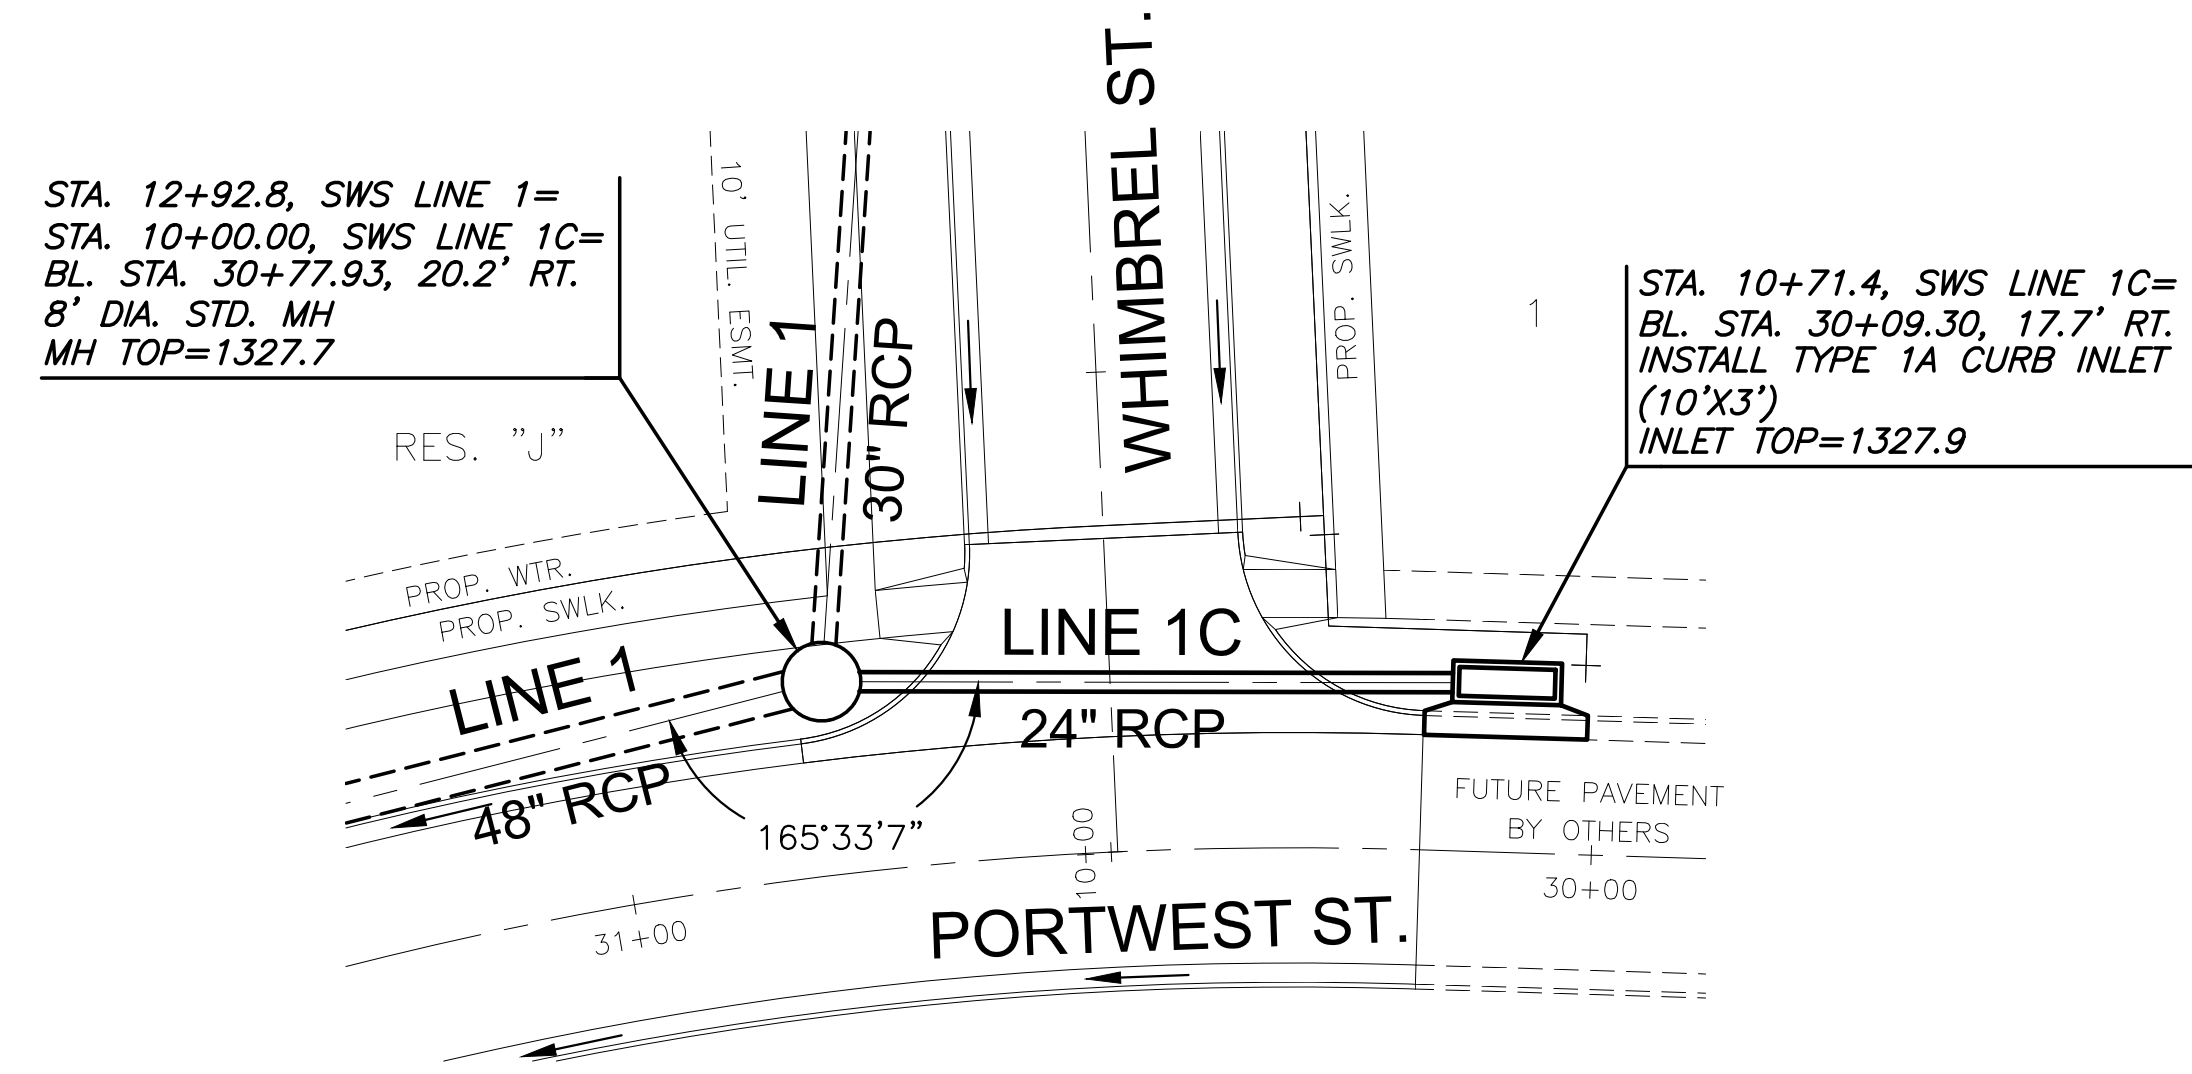 STA. 12+92.8, SWS LINE 1=
STA. 10+00.00, SWS LINE 1C=
BL. STA. 30+77.93, 20.2' RT.
8' DIA. STD. MH
MH TOP=1327.7
RES. "J"
10' UTIL. ESMT.
LINE 1
30" RCP
WHIMBREL ST.
PROP. SWLK.
1
STA. 10+71.4, SWS LINE 1C=
BL. STA. 30+09.30, 17.7' RT.
INSTALL TYPE 1A CURB INLET
(10'X3')
INLET TOP=1327.9
PROP. WTR.
PROP. SWLK.
LINE 1
LINE 1C
24" RCP
48" RCP
165°33'7"
10+00
FUTURE PAVEMENT
BY OTHERS
30+00
31+00
PORTWEST ST.